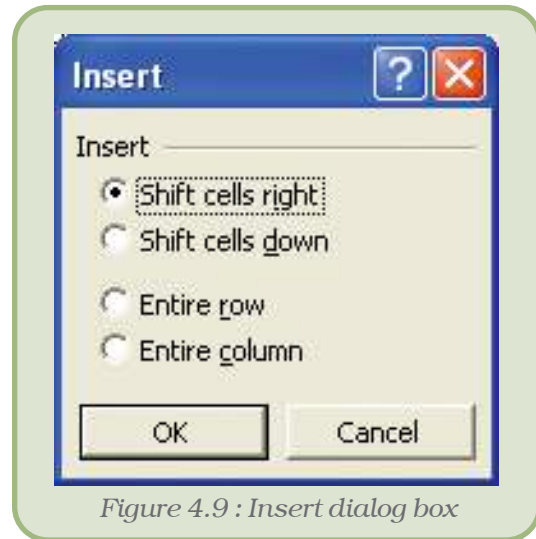 Insert
Insert
Shift cells right
Shift cells down
Entire row
Entire column
OK Cancel
Figure 4.9 : Insert dialog box